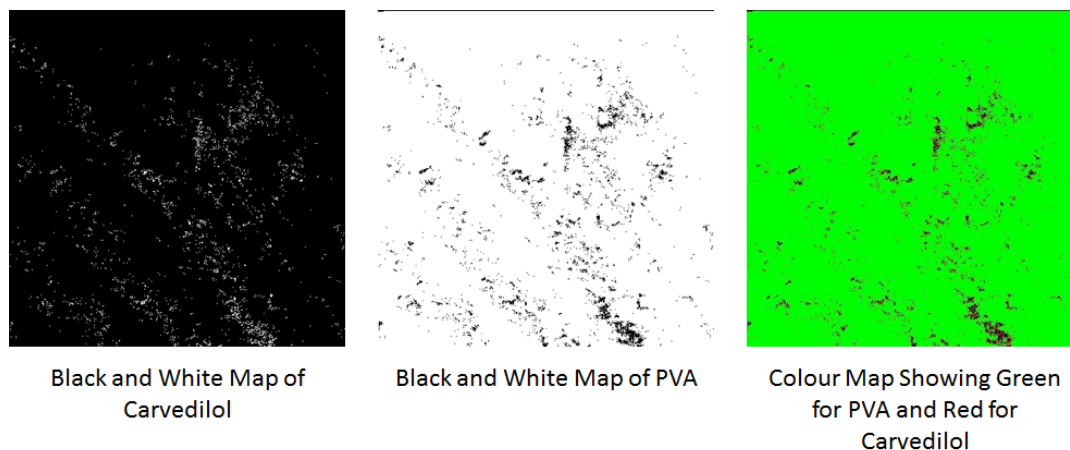 Black and White Map of
Carvedilol
Black and White Map of PVA
Colour Map Showing Green
for PVA and Red for
Carvedilol